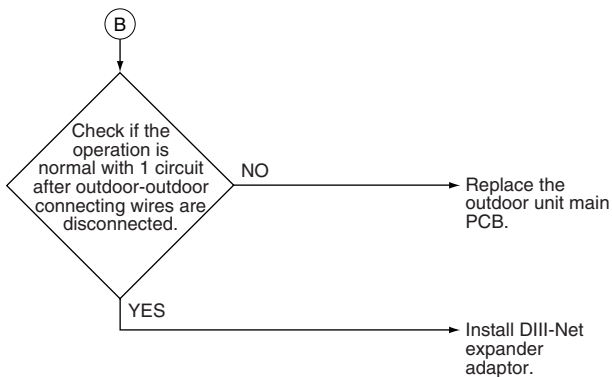 B
Check if the
operation is
normal with 1 circuit
after outdoor-outdoor
connecting wires are
disconnected.
NO
Replace the
outdoor unit main
PCB.
YES
Install DIII-Net
expander
adaptor.